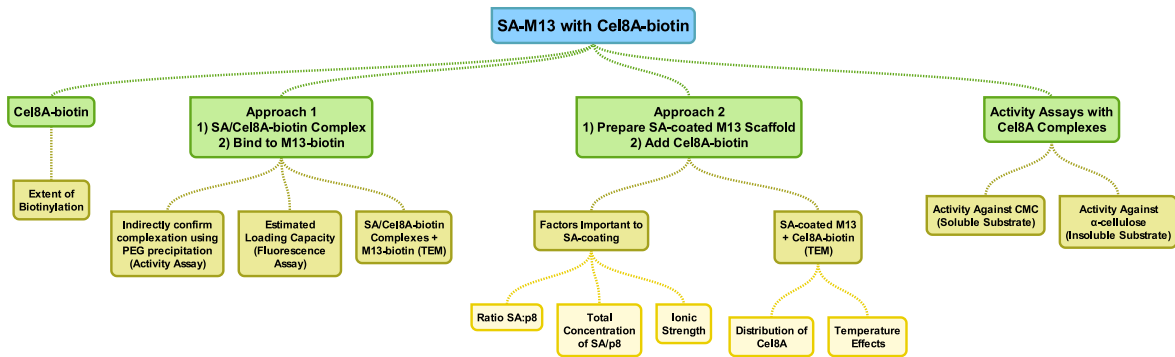 SA-M13 with Cel8A-biotin
Cel8A-biotin
Extent of
Biotinylation
Approach 1
1) SA/Cel8A-biotin Complex
2) Bind to M13-biotin
Indirectly confirm
complexation using
PEG precipitation
(Activity Assay)
Estimated
Loading Capacity
(Fluorescence
Assay)
SA/Cel8A-biotin
Complexes +
M13-biotin (TEM)
Approach 2
1) Prepare SA-coated M13 Scaffold
2) Add Cel8A-biotin
Factors Important to
SA-coating
Ratio SA:p8
Total
Concentration
of SA/p8
Ionic
Strength
SA-coated M13
+ Cel8A-biotin
(TEM)
Distribution of
Cel8A
Temperature
Effects
Activity Assays with
Cel8A Complexes
Activity Against CMC
(Soluble Substrate)
Activity Against
α-cellulose
(Insoluble Substrate)